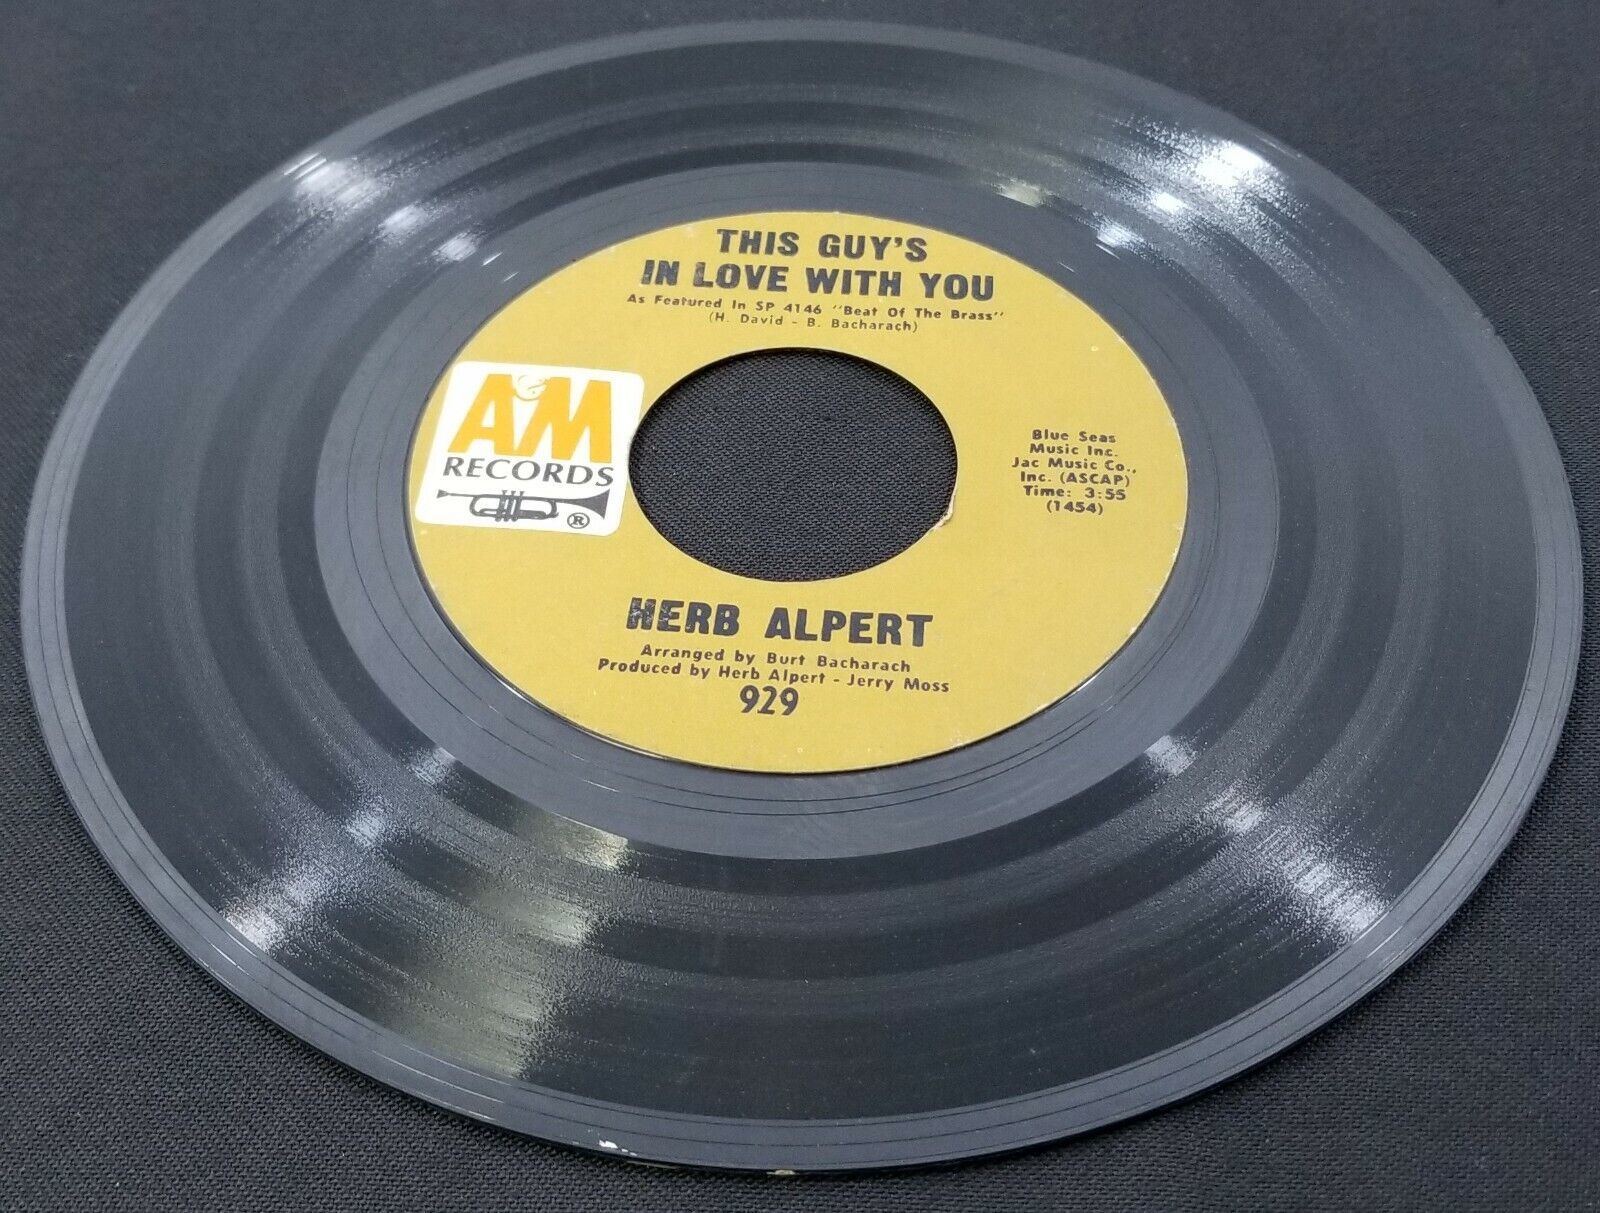 THIS GUY'S
IN LOVE WITH YOU
As Featured In SP 4146 "Beat Of The Brass"
(H. David - B. Bacharach)
A&M
RECORDS
®
Blue Seas
Music Inc.
Jac Music Co.,
Inc. (ASCAP)
Time: 3:55
(1454)
HERB ALPERT
Arranged by Burt Bacharach
Produced by Herb Alpert - Jerry Moss
929